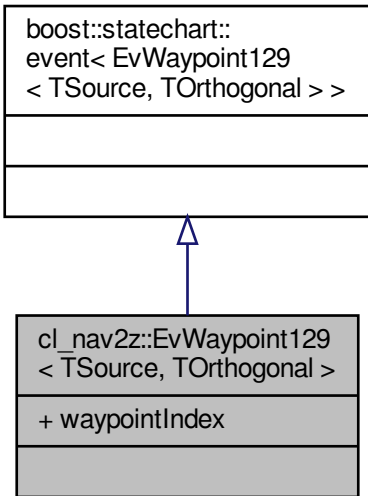 boost::statechart::
event< EvWaypoint129
< TSource, TOrthogonal > >
cl_nav2z::EvWaypoint129
< TSource, TOrthogonal >
+ waypointIndex